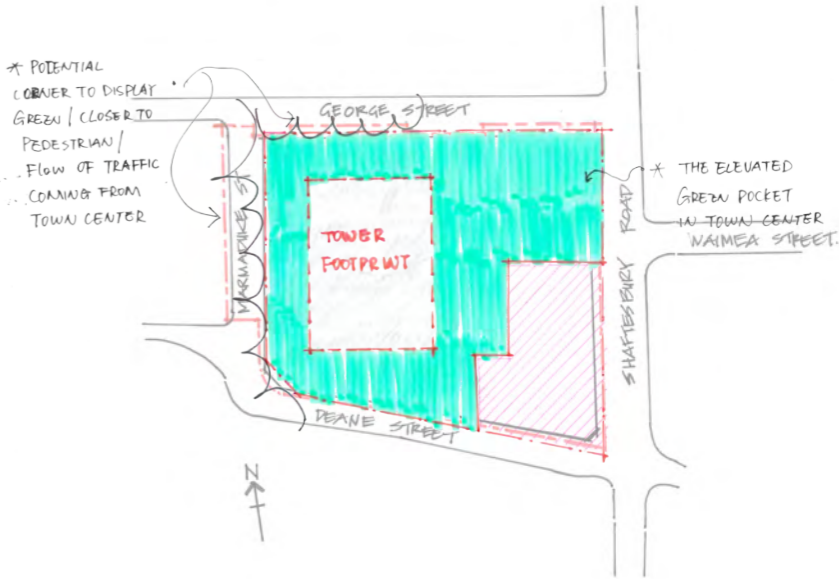 * POTENTIAL
CORNER TO DISPLAY
GREEN / CLOSER TO
PEDESTRIAN /
FLOW OF TRAFFIC
COMING FROM
TOWN CENTER
GEORGE STREET
MARMADUKE ST
TOWER
FOOTPRINT
* THE ELEVATED
GREEN POCKET
IN TOWN CENTER
WAIMEA STREET.
SHAFTESBURY ROAD
DEANE STREET
N